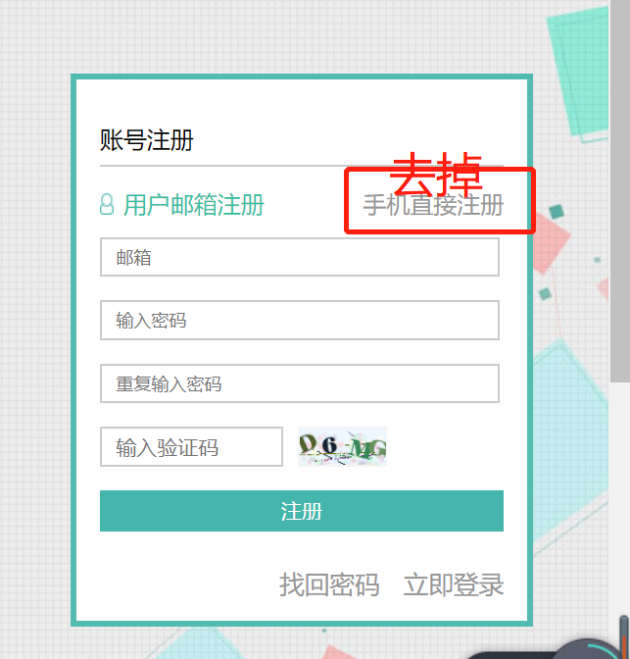 账号注册
去掉
用户邮箱注册 手机直接注册
邮箱
输入密码
重复输入密码
输入验证码 D6MG
注册
找回密码 立即登录